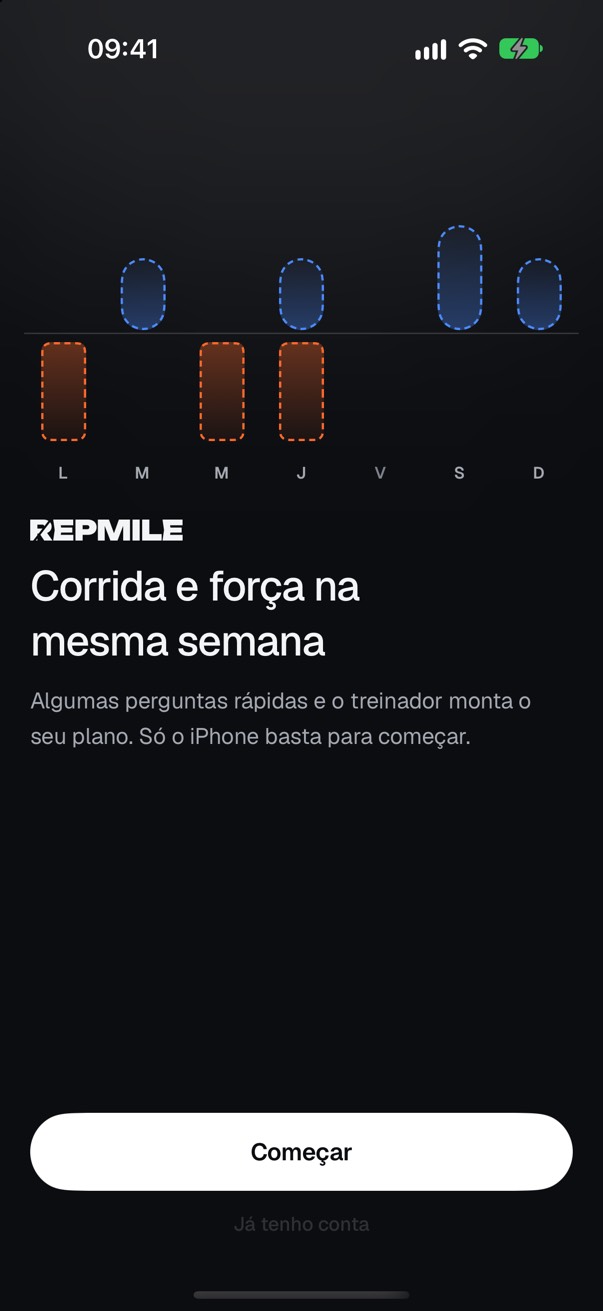 09:41
L M M J V S D
REPMILE
Corrida e força na
mesma semana
Algumas perguntas rápidas e o treinador monta o
seu plano. Só o iPhone basta para começar.
Começar
Já tenho conta